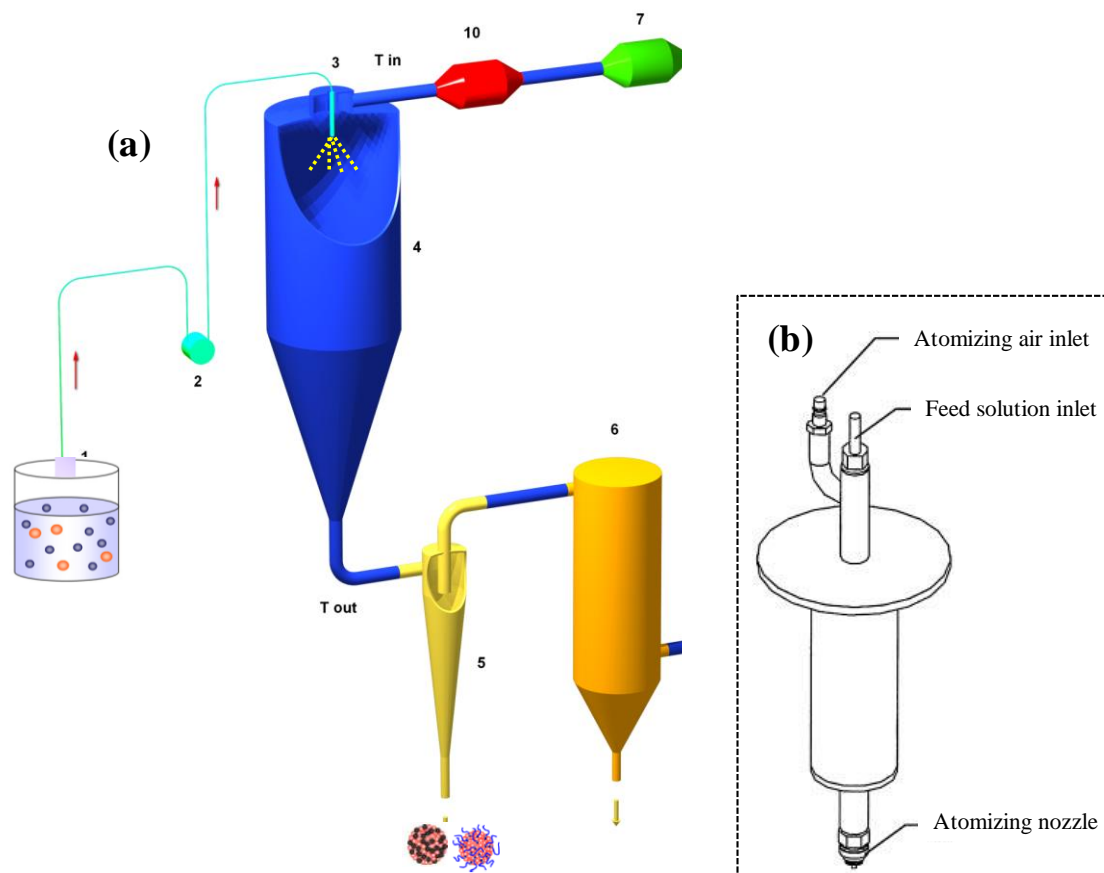 7
10
T in
3
(a)
4
2
1
6
T out
5
(b)
Atomizing air inlet
Feed solution inlet
Atomizing nozzle